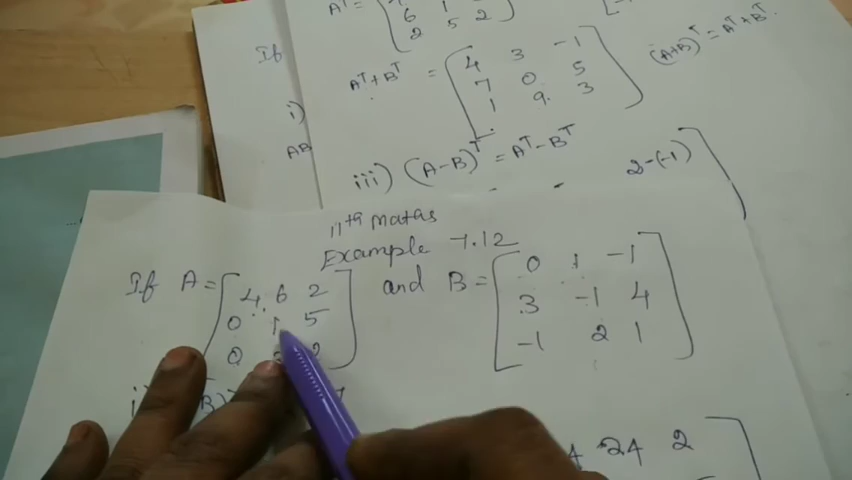 Aᵀ =
6 1
2 5 2
If
Aᵀ+Bᵀ = [4 3 -1
7 0 5
1 9 3]
(A+B)ᵀ = Aᵀ+Bᵀ.
i)
AB
iii) (A-B)ᵀ = Aᵀ-Bᵀ
2-(-1)
11th Maths
Example 7.12
If A = [4 6 2
0 1 5
0 2] and B = [0 1 -1
3 -1 4
-1 2 1]
i) B)
24 2